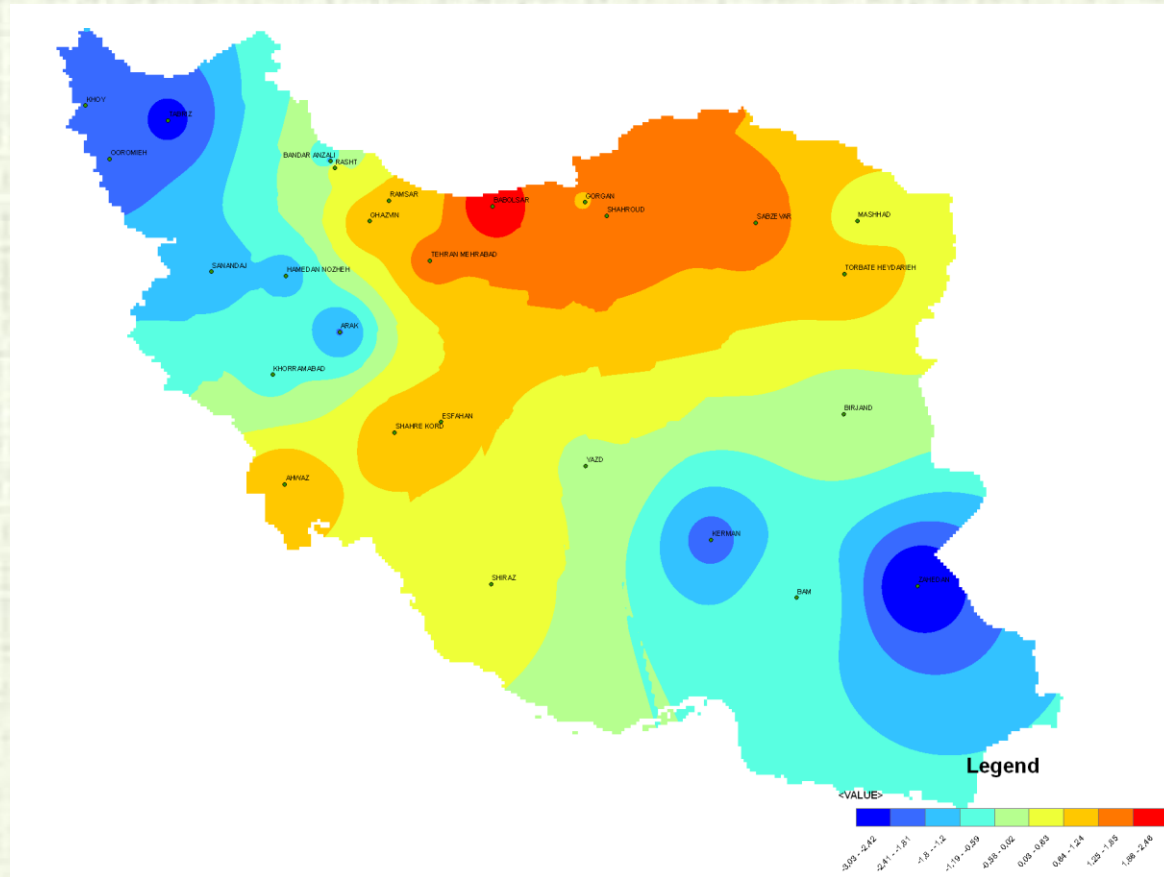 KHOY
TABRIZ
OOROMIEH
BANDAR ANZALI
RASHT
RAMSAR
GHAZVIN
BABOLSAR
GORGAN
SHAHROUD
SABZEVAR
MASHHAD
TEHRAN MEHRABAD
TORBATE HEYDARIEH
SANANDAJ
HAMEDAN NOZHEH
ARAK
KHORRAMABAD
ESFAHAN
SHAHRE KORD
BIRJAND
YAZD
AHWAZ
KERMAN
SHIRAZ
BAM
ZAHEDAN
Legend
<VALUE>
-3,03 - -2,42
-2,41 - -1,81
-1,8 - -1,2
-1,19 - -0,59
-0,58 - 0,02
0,03 - 0,63
0,64 - 1,24
1,25 - 1,85
1,86 - 2,46